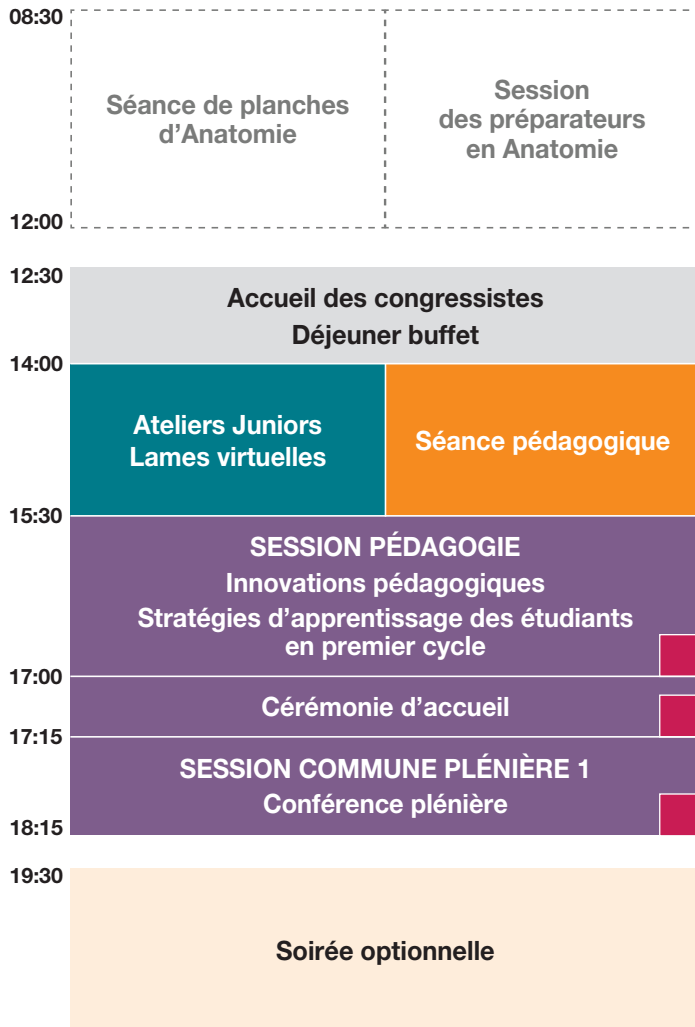 08:30
Séance de planches
d'Anatomie
Session
des préparateurs
en Anatomie
12:00
12:30
Accueil des congressistes
Déjeuner buffet
14:00
Ateliers Juniors
Lames virtuelles
Séance pédagogique
15:30
SESSION PÉDAGOGIE
Innovations pédagogiques
Stratégies d'apprentissage des étudiants
en premier cycle
17:00
Cérémonie d'accueil
17:15
SESSION COMMUNE PLÉNIÈRE 1
Conférence plénière
18:15
19:30
Soirée optionnelle